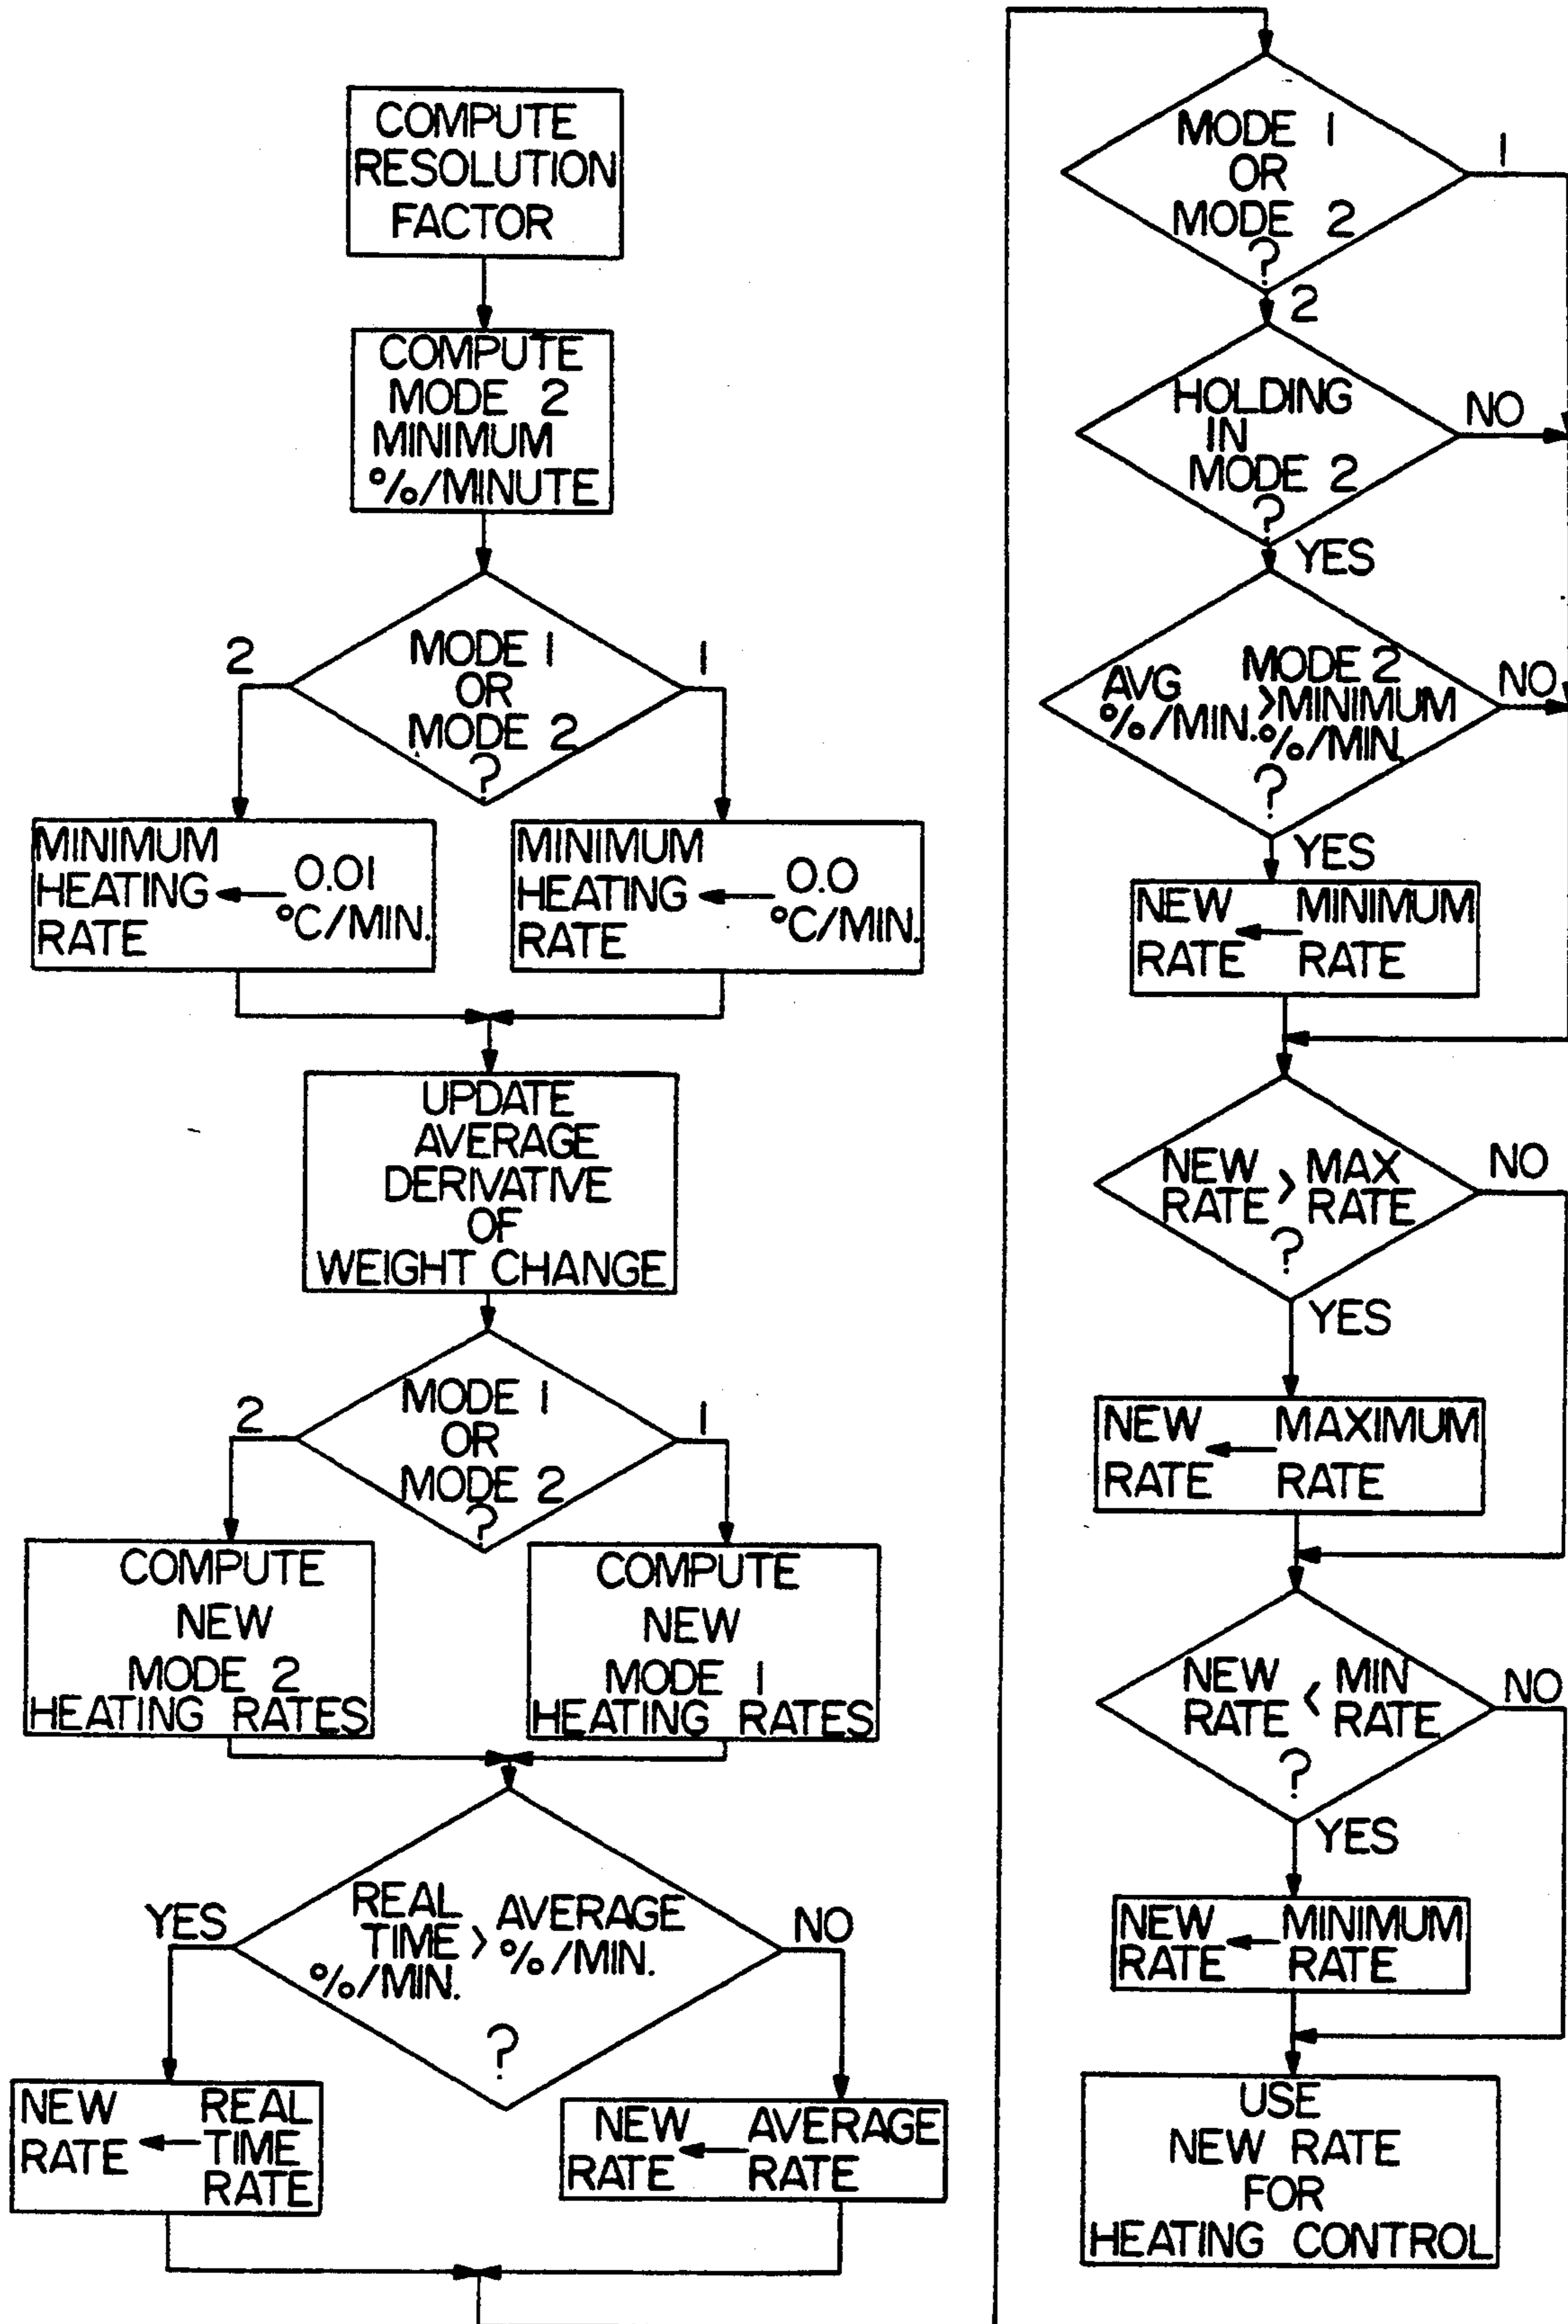 COMPUTE
RESOLUTION
FACTOR
COMPUTE
MODE 2
MINIMUM
%/MINUTE
MODE 1
OR
MODE 2
?
2
1
MINIMUM
HEATING
RATE
0.01
°C/MIN.
MINIMUM
HEATING
RATE
0.0
°C/MIN.
UPDATE
AVERAGE
DERIVATIVE
OF
WEIGHT CHANGE
MODE 1
OR
MODE 2
?
2
1
COMPUTE
NEW
MODE 2
HEATING RATES
COMPUTE
NEW
MODE 1
HEATING RATES
REAL
TIME
%/MIN.
>
AVERAGE
%/MIN.
?
YES
NO
NEW
RATE
REAL
TIME
RATE
NEW
RATE
AVERAGE
RATE
MODE 1
OR
MODE 2
?
1
2
HOLDING
IN
MODE 2
?
NO
YES
AVG
%/MIN.
>
MODE 2
MINIMUM
%/MIN.
?
NO
YES
NEW
RATE
MINIMUM
RATE
NEW
RATE
>
MAX
RATE
?
NO
YES
NEW
RATE
MAXIMUM
RATE
NEW
RATE
<
MIN
RATE
?
NO
YES
NEW
RATE
MINIMUM
RATE
USE
NEW RATE
FOR
HEATING CONTROL